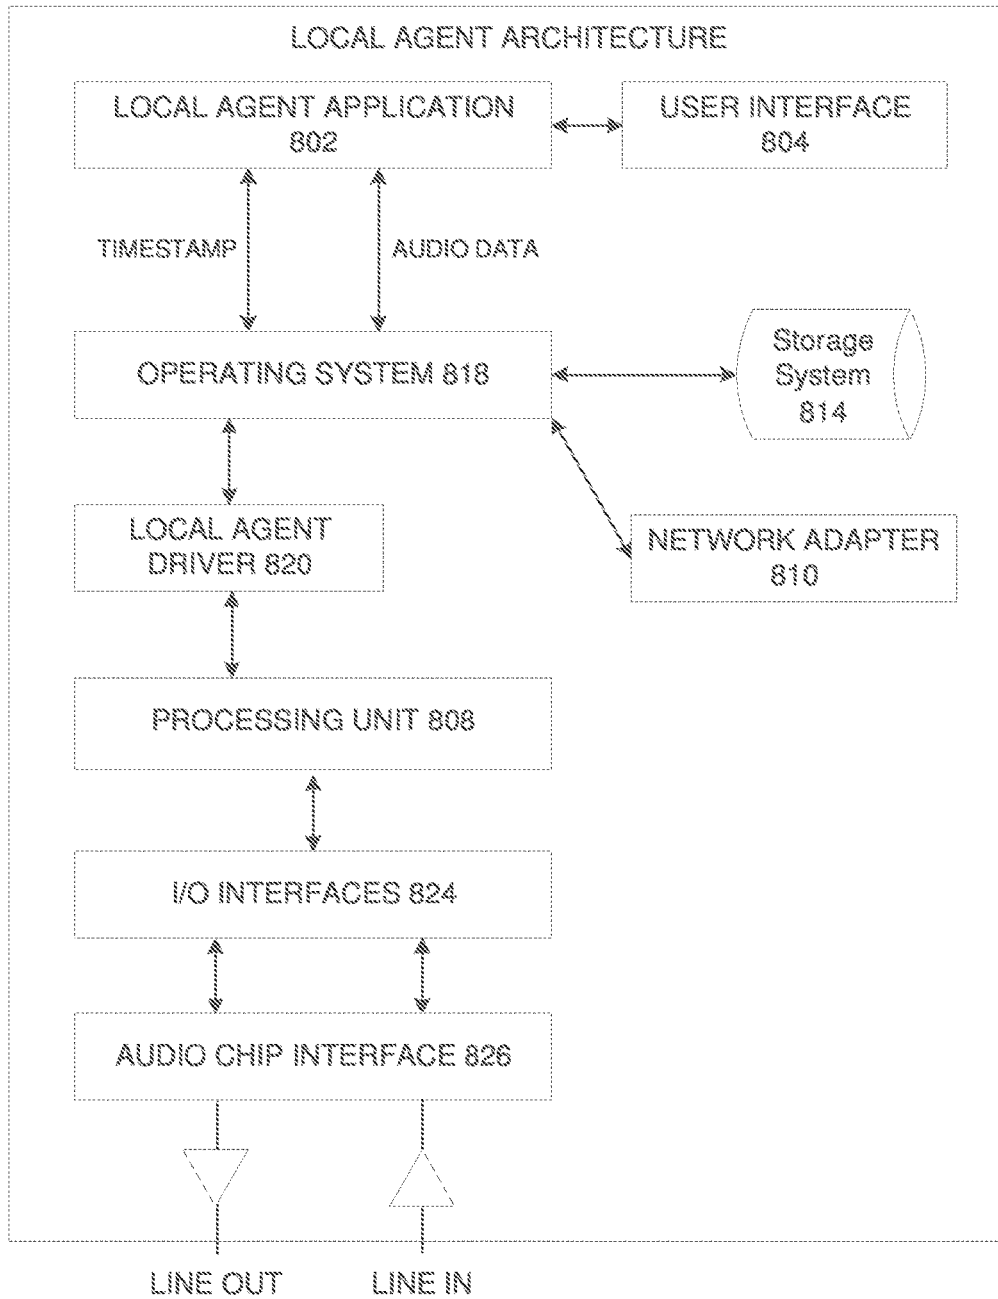 LOCAL AGENT ARCHITECTURE
LOCAL AGENT APPLICATION
802
USER INTERFACE
804
TIMESTAMP
AUDIO DATA
OPERATING SYSTEM 818
Storage
System
814
LOCAL AGENT
DRIVER 820
NETWORK ADAPTER
810
PROCESSING UNIT 808
I/O INTERFACES 824
AUDIO CHIP INTERFACE 826
LINE OUT
LINE IN